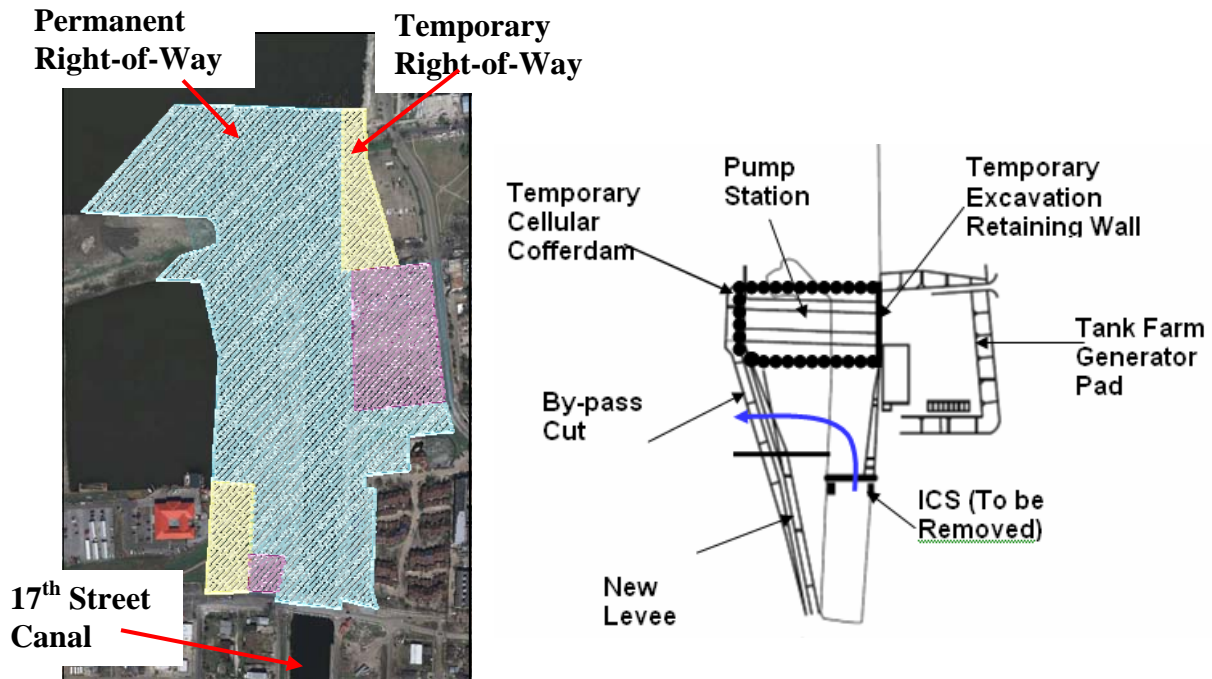 Permanent
Right-of-Way
Temporary
Right-of-Way
17th Street
Canal
Temporary
Cellular
Cofferdam
Pump
Station
Temporary
Excavation
Retaining Wall
Tank Farm
Generator
Pad
By-pass
Cut
ICS (To be
Removed)
New
Levee